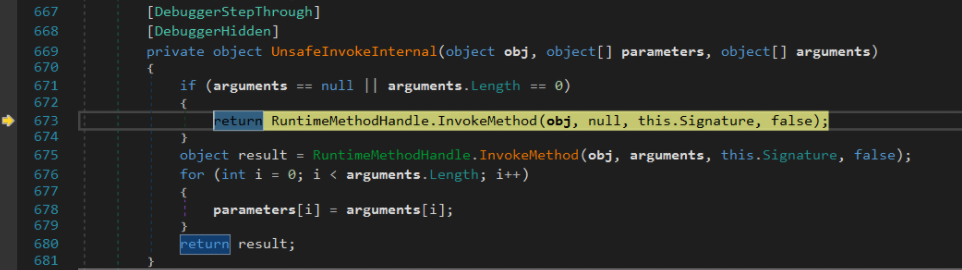 667 [DebuggerStepThrough]
668 [DebuggerHidden]
669 private object UnsafeInvokeInternal(object obj, object[] parameters, object[] arguments)
670 {
671 if (arguments == null || arguments.Length == 0)
672 {
673 return RuntimeMethodHandle.InvokeMethod(obj, null, this.Signature, false);
674 }
675 object result = RuntimeMethodHandle.InvokeMethod(obj, arguments, this.Signature, false);
676 for (int i = 0; i < arguments.Length; i++)
677 {
678 parameters[i] = arguments[i];
679 }
680 return result;
681 }